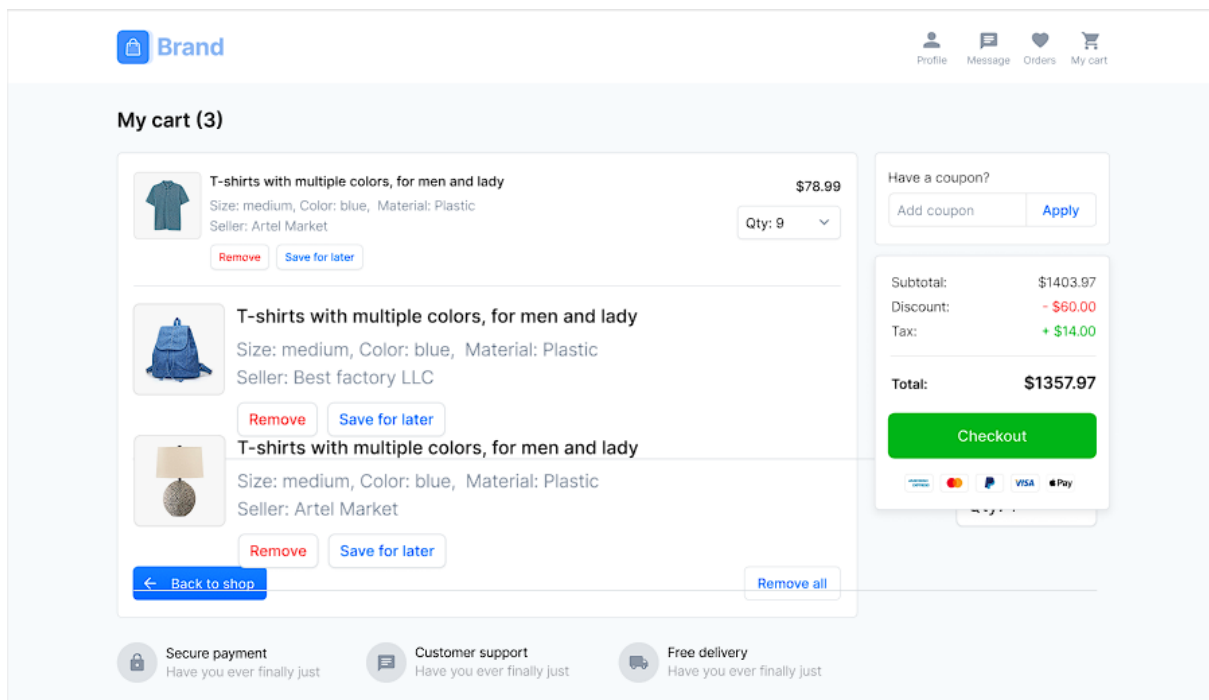 Brand
Profile
Message
Orders
My cart
My cart (3)
T-shirts with multiple colors, for men and lady
$78.99
Size: medium, Color: blue, Material: Plastic
Seller: Artel Market
Qty: 9
Remove
Save for later
T-shirts with multiple colors, for men and lady
Size: medium, Color: blue, Material: Plastic
Seller: Best factory LLC
Remove
Save for later
T-shirts with multiple colors, for men and lady
Size: medium, Color: blue, Material: Plastic
Seller: Artel Market
Remove
Save for later
Back to shop
Remove all
Have a coupon?
Add coupon
Apply
Subtotal: $1403.97
Discount: - $60.00
Tax: + $14.00
Total: $1357.97
Checkout
VISA
Pay
Secure payment
Have you ever finally just
Customer support
Have you ever finally just
Free delivery
Have you ever finally just